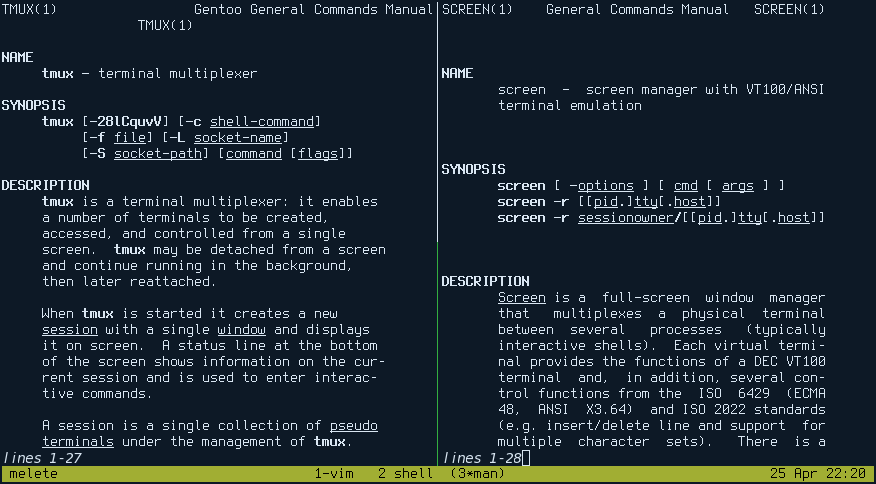 TMUX(1) Gentoo General Commands Manual
TMUX(1)
NAME
tmux – terminal multiplexer
SYNOPSIS
tmux [-28lCquvV] [-c shell-command]
[-f file] [-L socket-name]
[-S socket-path] [command [flags]]
DESCRIPTION
tmux is a terminal multiplexer: it enables
a number of terminals to be created,
accessed, and controlled from a single
screen. tmux may be detached from a screen
and continue running in the background,
then later reattached.
When tmux is started it creates a new
session with a single window and displays
it on screen. A status line at the bottom
of the screen shows information on the cur-
rent session and is used to enter interac-
tive commands.
A session is a single collection of pseudo
terminals under the management of tmux.
lines 1-27
SCREEN(1) General Commands Manual SCREEN(1)
NAME
screen - screen manager with VT100/ANSI
terminal emulation
SYNOPSIS
screen [ -options ] [ cmd [ args ] ]
screen -r [[pid.]tty[.host]]
screen -r sessionowner/[[pid.]tty[.host]]
DESCRIPTION
Screen is a full-screen window manager
that multiplexes a physical terminal
between several processes (typically
interactive shells). Each virtual termi-
nal provides the functions of a DEC VT100
terminal and, in addition, several con-
trol functions from the ISO 6429 (ECMA
48, ANSI X3.64) and ISO 2022 standards
(e.g. insert/delete line and support for
multiple character sets). There is a
lines 1-28
melete 1-vim 2 shell (3*man) 25 Apr 22:20